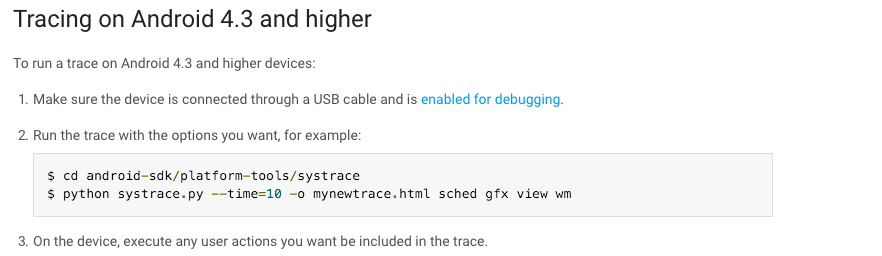 Tracing on Android 4.3 and higher
To run a trace on Android 4.3 and higher devices:
1. Make sure the device is connected through a USB cable and is enabled for debugging.
2. Run the trace with the options you want, for example:
$ cd android-sdk/platform-tools/systrace
$ python systrace.py --time=10 -o mynewtrace.html sched gfx view wm
3. On the device, execute any user actions you want be included in the trace.